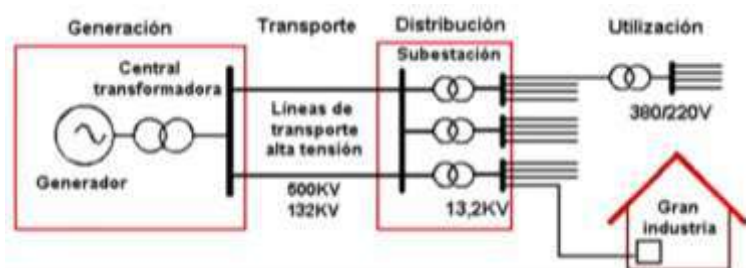 Generación
Transporte
Distribución
Utilización
Central
transformadora
Generador
Líneas de
transporte
alta tensión
500KV
132KV
Subestación
13,2KV
380/220V
Gran
industria